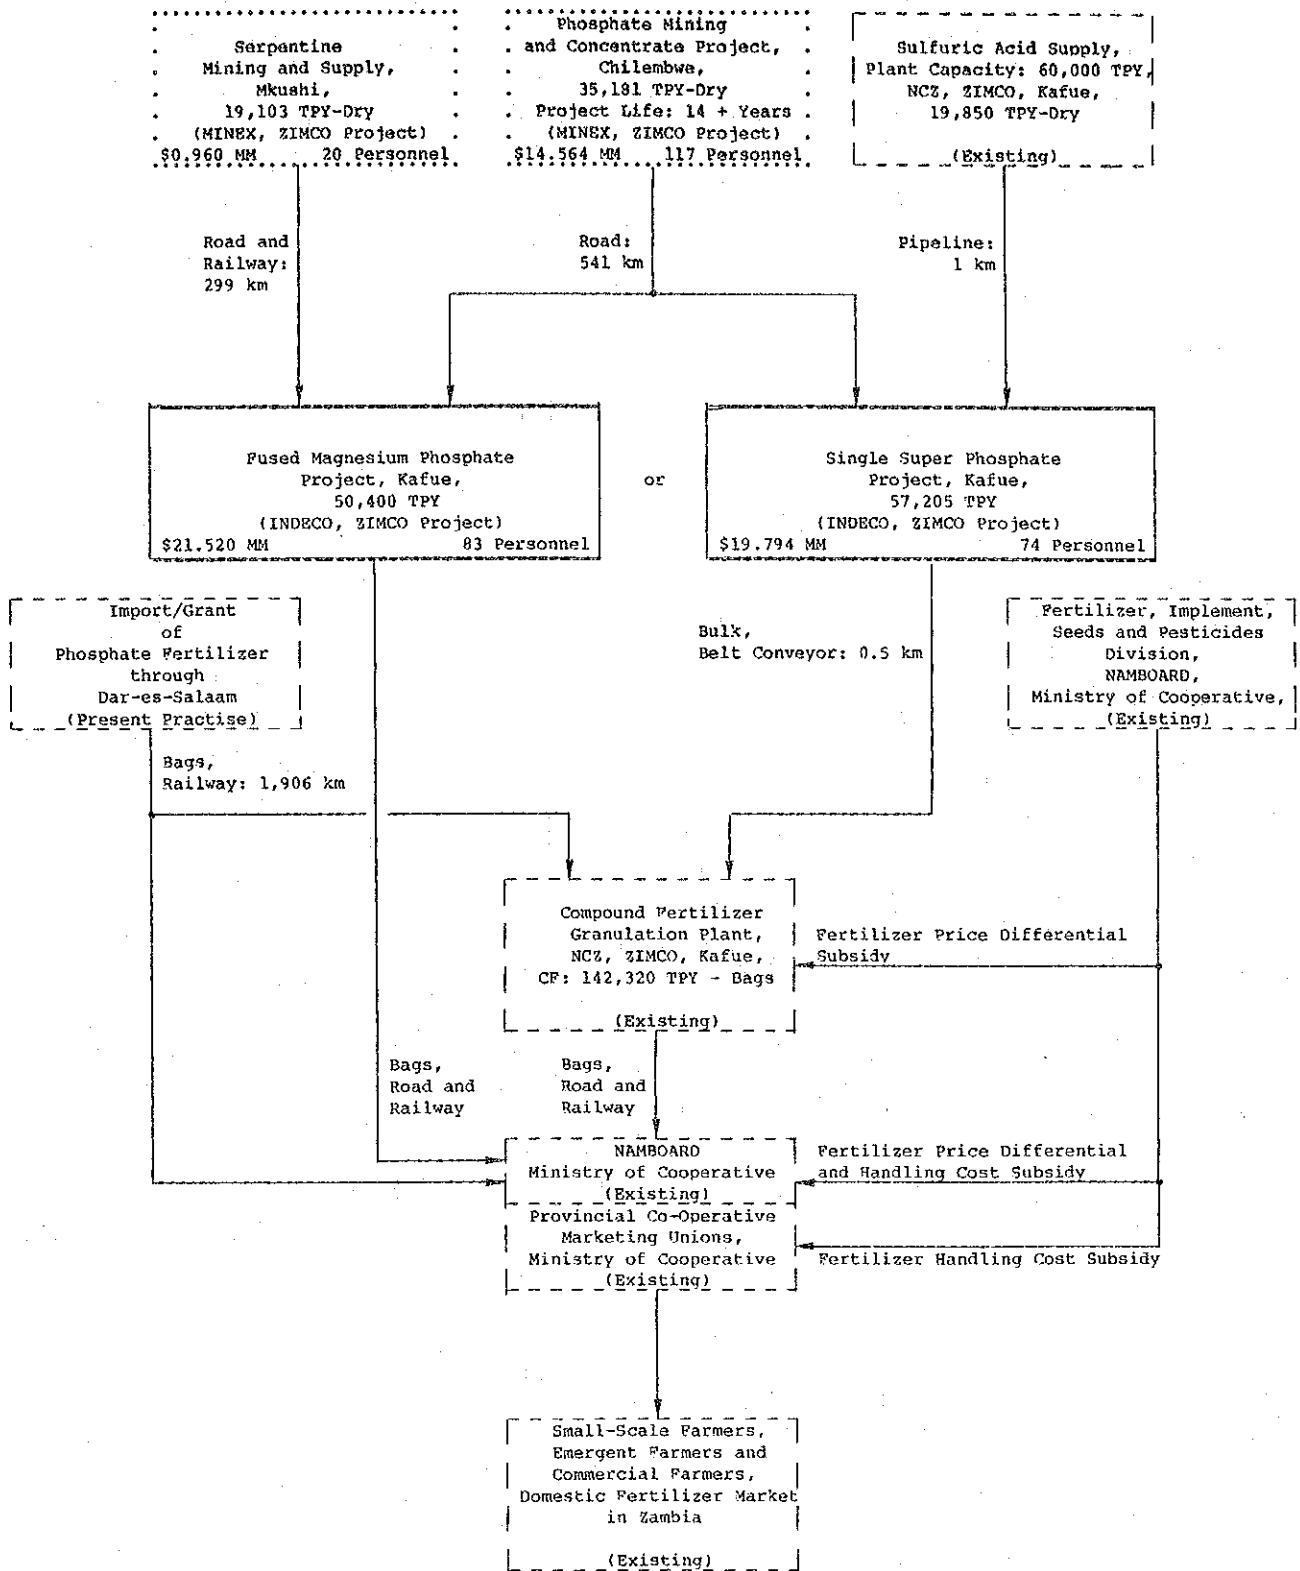 Serpentine
Mining and Supply,
Mkushi,
19,103 TPY-Dry
(MINEX, ZIMCO Project)
$0.960 MM 20 Personnel
Phosphate Mining
and Concentrate Project,
Chilembwe,
35,181 TPY-Dry
Project Life: 14 + Years
(MINEX, ZIMCO Project)
$14.564 MM 117 Personnel
Sulfuric Acid Supply,
Plant Capacity: 60,000 TPY,
NCZ, ZIMCO, Kafue,
19,850 TPY-Dry
(Existing)
Road and
Railway:
299 km
Road:
541 km
Pipeline:
1 km
Fused Magnesium Phosphate
Project, Kafue,
50,400 TPY
(INDECO, ZIMCO Project)
$21.520 MM 83 Personnel
or
Single Super Phosphate
Project, Kafue,
57,205 TPY
(INDECO, ZIMCO Project)
$19.794 MM 74 Personnel
Import/Grant
of
Phosphate Fertilizer
through
Dar-es-Salaam
(Present Practise)
Bulk,
Belt Conveyor: 0.5 km
Fertilizer, Implement,
Seeds and Pesticides
Division,
NAMBOARD,
Ministry of Cooperative,
(Existing)
Bags,
Railway: 1,906 km
Compound Fertilizer
Granulation Plant,
NCZ, ZIMCO, Kafue,
CF: 142,320 TPY - Bags
(Existing)
Fertilizer Price Differential
Subsidy
Bags,
Road and
Railway
Bags,
Road and
Railway
NAMBOARD
Ministry of Cooperative
(Existing)
Fertilizer Price Differential
and Handling Cost Subsidy
Provincial Co-Operative
Marketing Unions,
Ministry of Cooperative
(Existing)
Fertilizer Handling Cost Subsidy
Small-Scale Farmers,
Emergent Farmers and
Commercial Farmers,
Domestic Fertilizer Market
in Zambia
(Existing)